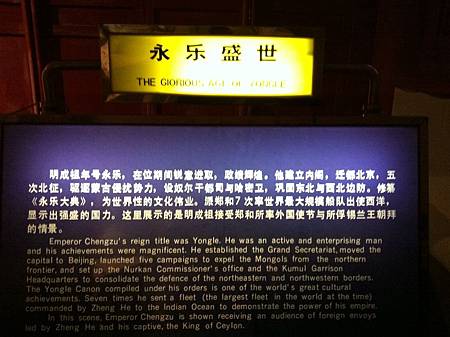 永乐盛世
THE GlORIOUS AGE OF YONGLE
明成祖年号永乐，在位期间锐意进取，政绩辉煌。他建立内阁，迁都北京，五
次北征，驱逐蒙古侵扰势力，设奴尔干都司与哈密卫，巩固东北与西北边防。修纂
《永乐大典》，为世界性的文化伟业。派郑和7次率世界最大规模船队出使西洋，
显示出强盛的国力。这里展示的是明成祖接受郑和所率外国使节与所俘锡兰王朝拜
的情景。
Emperor Chengzu's reign title was Yongle. He was an active and enterprising man
and his achievements were magnificent. He established the Grand Secretariat, moved the
capital to Beijing, launched five campaigns to expel the Mongols from the northern
frontier, and set up the Nurkan Commissioner's office and the Kumul Garrison
Headquarters to consolidate the defence of the northeastern and northwestern borders.
The Yongle Canon compiled under his orders is one of the world's great cultural
achievements. Seven times he sent a fleet (the largest fleet in the world at the time)
commanded by Zheng He to the Indian Ocean to demonstrate the power of his empire.
In this scene, Emperor Chengzu is shown receiving an audience of foreign envoys
led by Zheng He and his captive, the King of Ceylon.